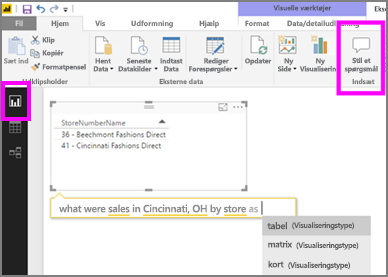 Visuelle værktøjer
Fil Hjem Vis Udformning Hjælp Format Data/detaljeudføring
Sæt ind
Klip
Kopiér
Formatpensel
Udklipsholder
Hent Data
Seneste Datakilder
Indtast Data
Rediger Forespørgsler
Eksterne data
Opdater
Ny Side
Ny Visualisering
Stil et spørgsmål
Indsæt
StoreNumberName
36 - Beechmont Fashions Direct
41 - Cincinnati Fashions Direct
what were sales in Cincinnati, OH by store as
tabel (Visualiseringstype)
matrix (Visualiseringstype)
kort (Visualiseringstype)